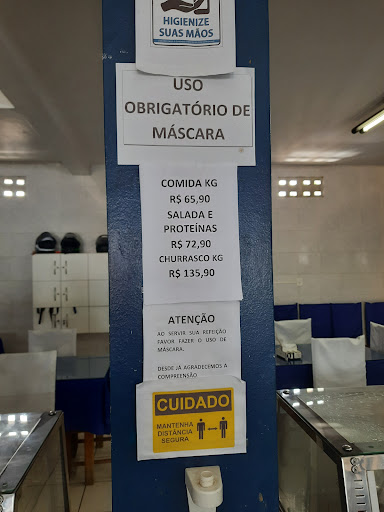 HIGIENIZE
SUAS MÃOS
USO
OBRIGATÓRIO DE
MÁSCARA
COMIDA KG
R$ 65,90
SALADA E
PROTEÍNAS
R$ 72,90
CHURRASCO KG
R$ 135,90
ATENÇÃO
AO SERVIR SUA REFEIÇÃO
FAVOR FAZER O USO DE
MÁSCARA.
DESDE JÁ AGRADECEMOS A
COMPREENSÃO
CUIDADO
MANTENHA
DISTÂNCIA
SEGURA